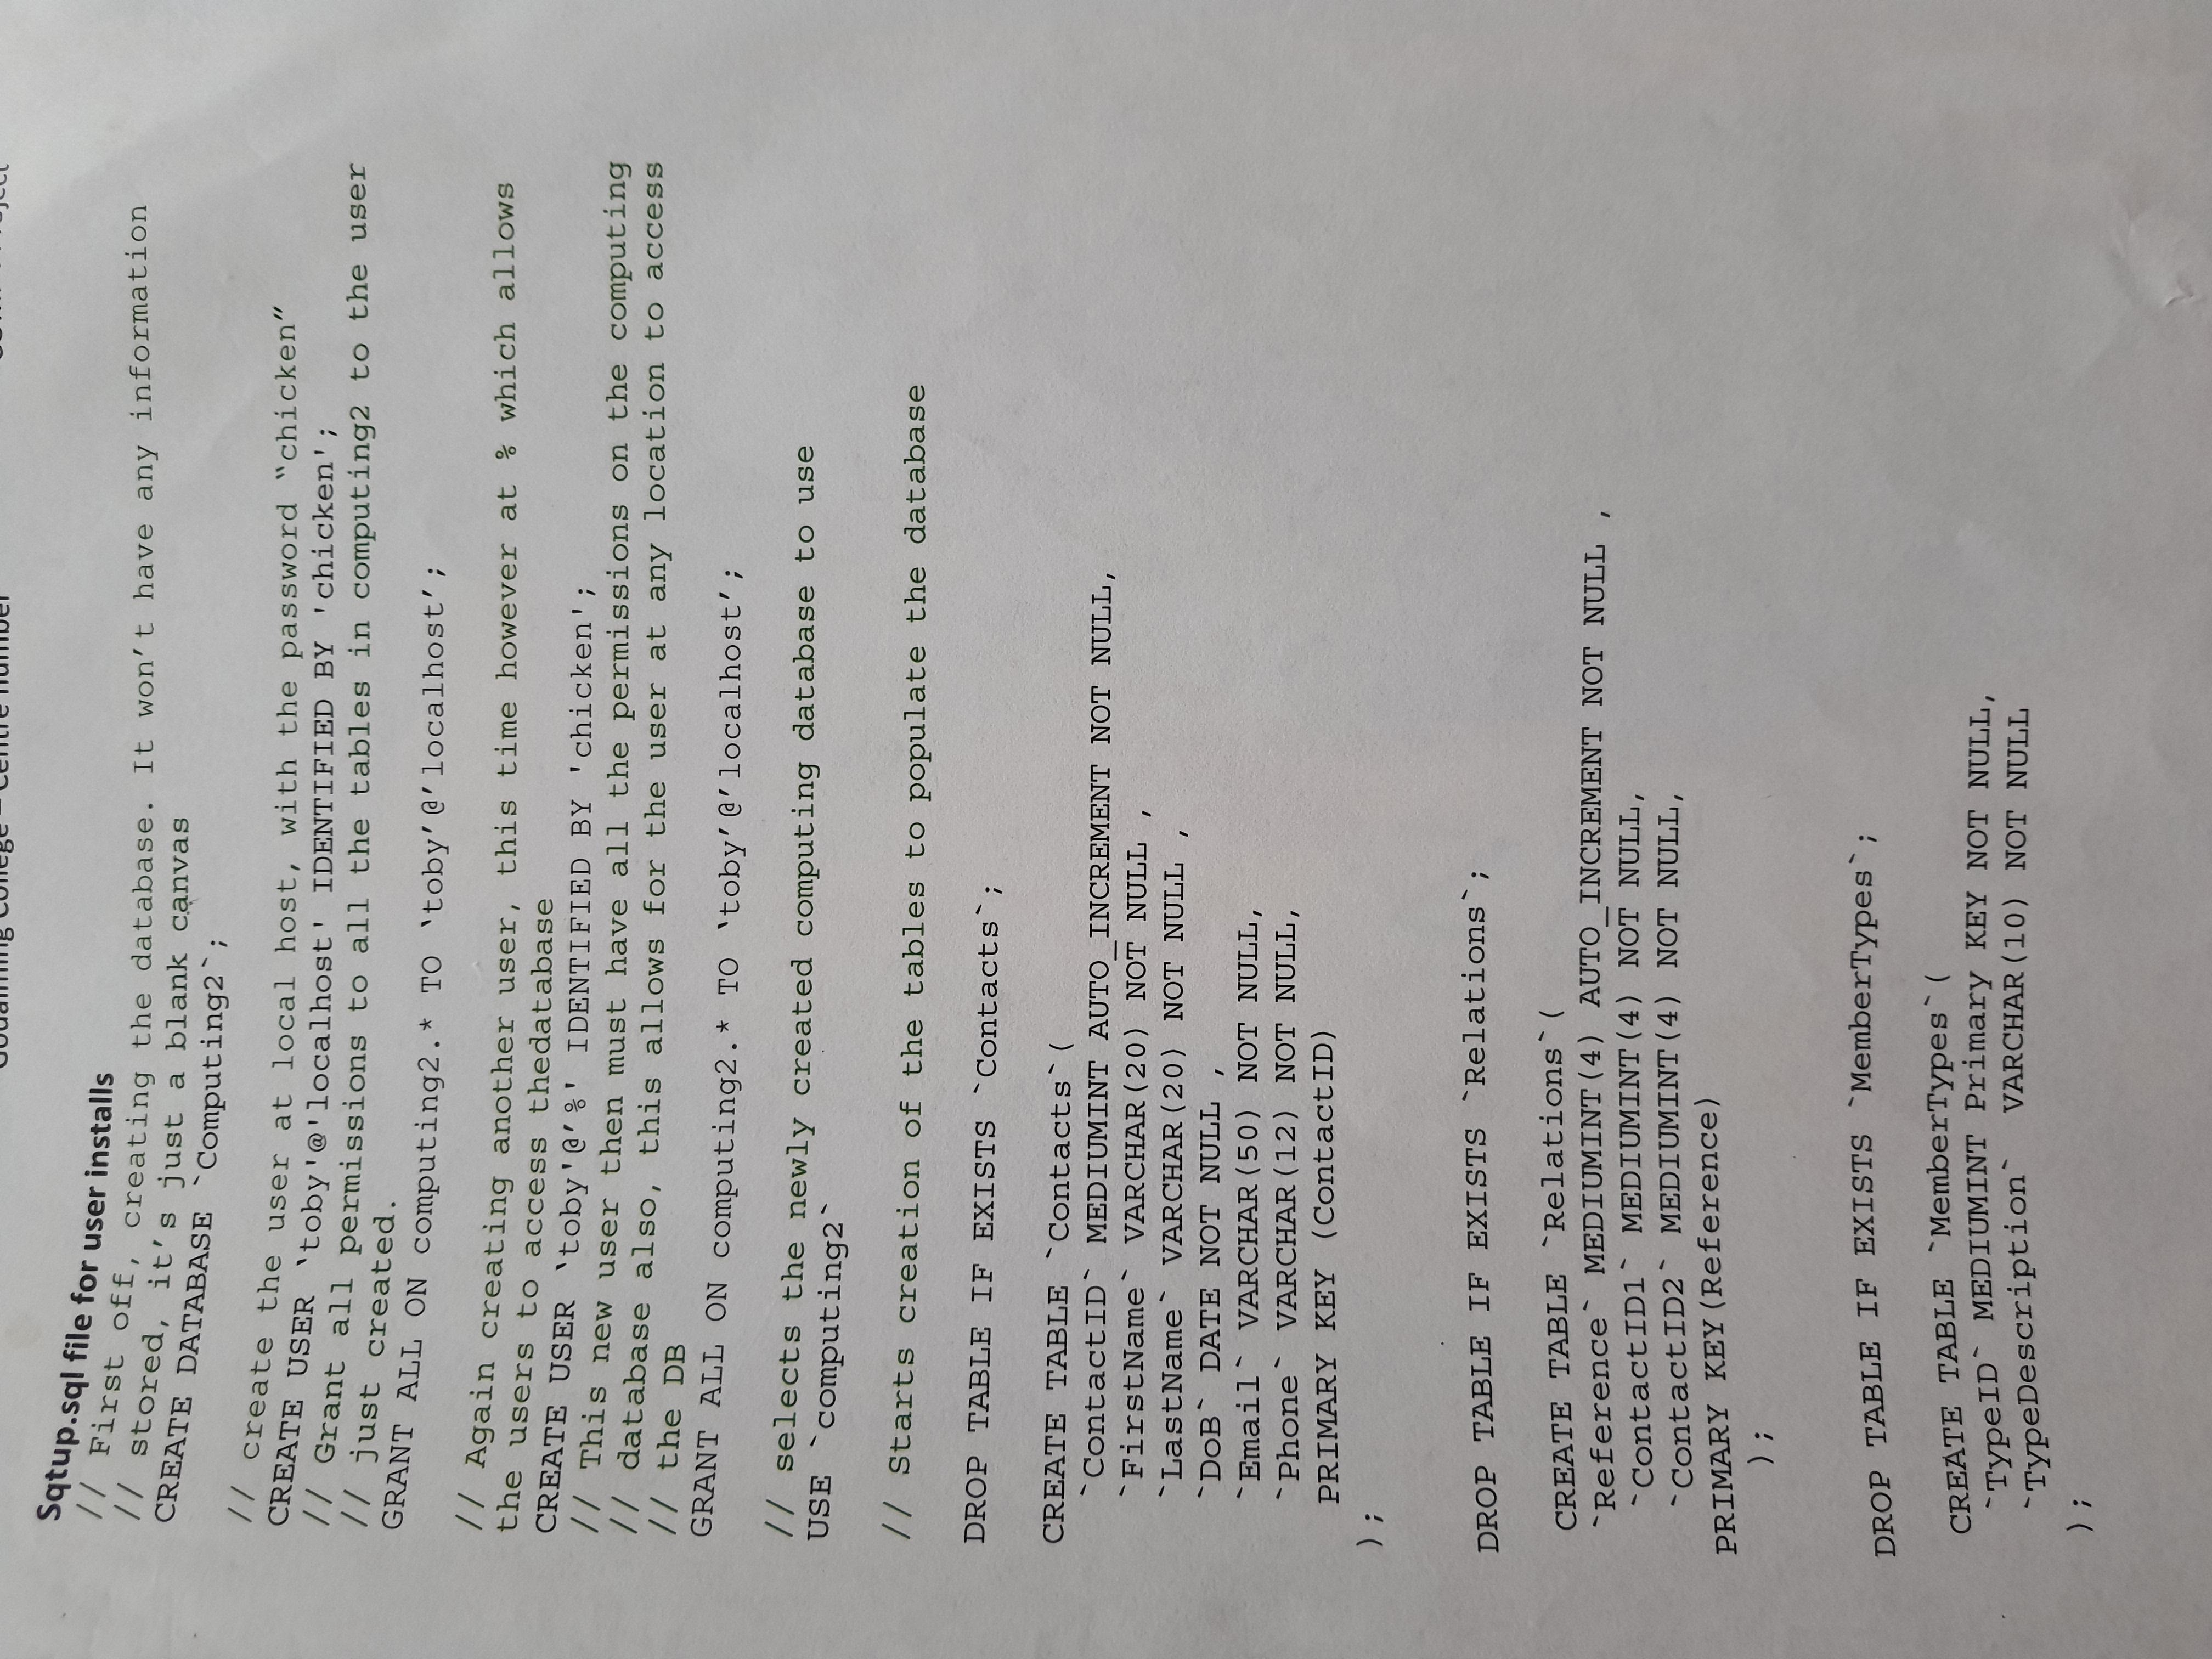 Godalming College – Centre number
Sqtup.sql file for user installs
// First off, creating the database. It won’t have any information
// stored, it’s just a blank canvas
CREATE DATABASE `Computing2`;
// create the user at local host, with the password “chicken”
CREATE USER ‘toby'@'localhost' IDENTIFIED BY 'chicken';
// Grant all permissions to all the tables in computing2 to the user
// just created.
GRANT ALL ON computing2.* TO ‘toby’@’localhost’;
// Again creating another user, this time however at % which allows
the users to access thedatabase
CREATE USER ‘toby'@’%' IDENTIFIED BY 'chicken';
// This new user then must have all the permissions on the computing
// database also, this allows for the user at any location to access
// the DB
GRANT ALL ON computing2.* TO ‘toby’@’localhost’;
// selects the newly created computing database to use
USE `computing2`
// Starts creation of the tables to populate the database
DROP TABLE IF EXISTS `Contacts`;
CREATE TABLE `Contacts`(
`ContactID` MEDIUMINT AUTO_INCREMENT NOT NULL,
`FirstName` VARCHAR(20) NOT NULL ,
`LastName` VARCHAR(20) NOT NULL ,
`DoB` DATE NOT NULL ,
`Email` VARCHAR(50) NOT NULL,
`Phone` VARCHAR(12) NOT NULL,
PRIMARY KEY (ContactID)
);
DROP TABLE IF EXISTS `Relations`;
CREATE TABLE `Relations`(
`Reference` MEDIUMINT(4) AUTO_INCREMENT NOT NULL ,
`ContactID1` MEDIUMINT(4) NOT NULL,
`ContactID2` MEDIUMINT(4) NOT NULL,
PRIMARY KEY(Reference)
);
DROP TABLE IF EXISTS `MemberTypes`;
CREATE TABLE `MemberTypes`(
`TypeID` MEDIUMINT Primary KEY NOT NULL,
`TypeDescription`  VARCHAR(10) NOT NULL
);